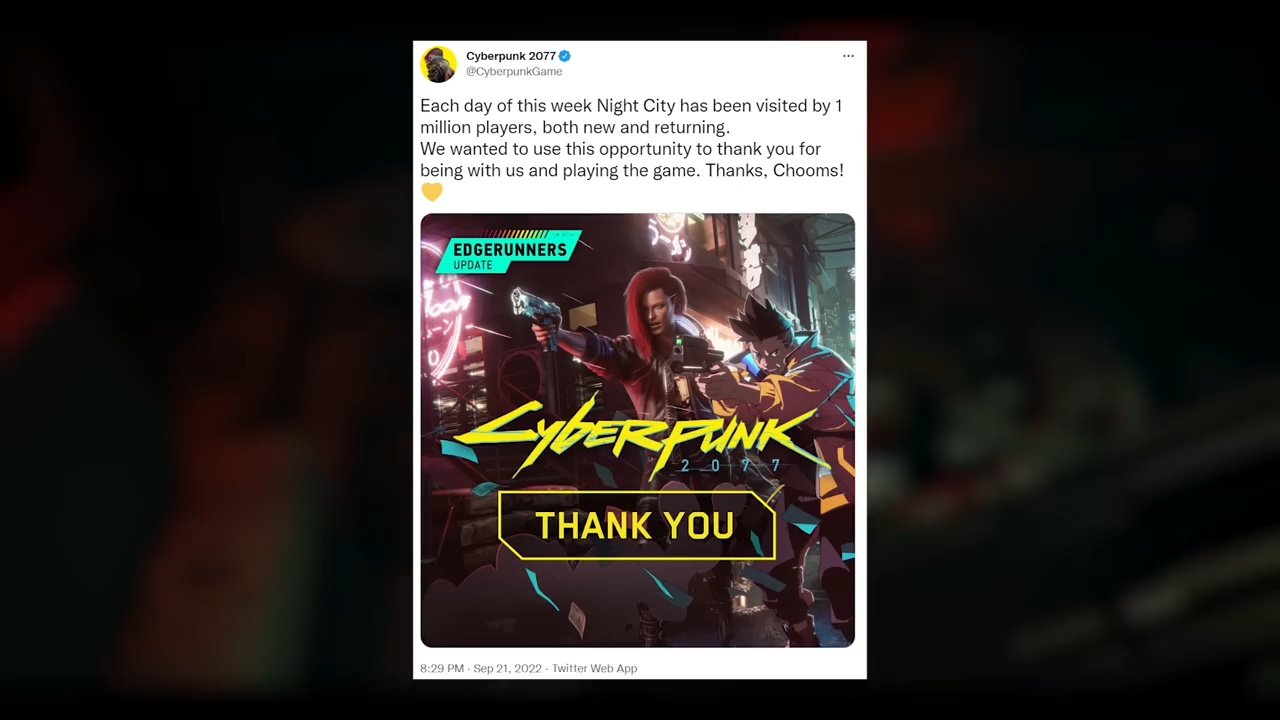 Cyberpunk 2077
@CyberpunkGame
Each day of this week Night City has been visited by 1
million players, both new and returning.
We wanted to use this opportunity to thank you for
being with us and playing the game. Thanks, Chooms!
💛
EDGERUNNERS
UPDATE
CYBERPUNK
2077
THANK YOU
8:29 PM · Sep 21, 2022 · Twitter Web App